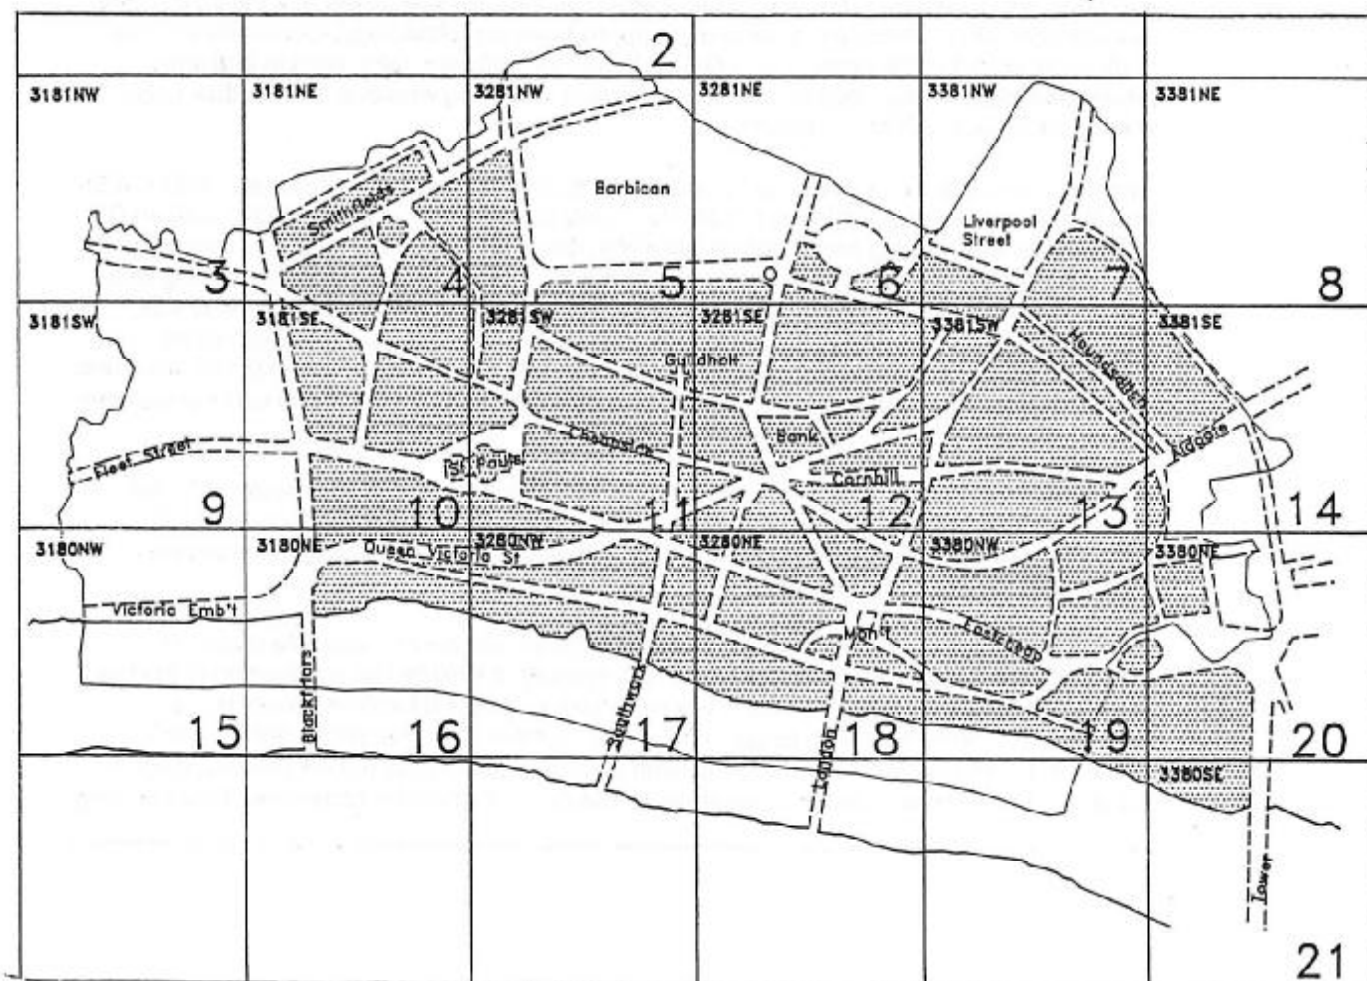 2
3181NW 3181NE 3281NW 3281NE 3381NW 3381NE
Barbican
Smithfields
Liverpool
Street
3 4 5 6 7 8
3181SW 3181SE 3281SW 3281SE 3381SW 3381SE
Houndsditch
Guildhall
Aldgate
Bank
Cheapside
Fleet Street
St. Pauls
Cornhill
9 10 11 12 13 14
3180NW 3180NE 3280NW 3280NE 3380NW 3380NE
Queen Victoria St
Victoria Emb't
Mon't
Eastceap
Blackfriars
Southwark
London
15 16 17 18 19 20
3380SE
Tower
21